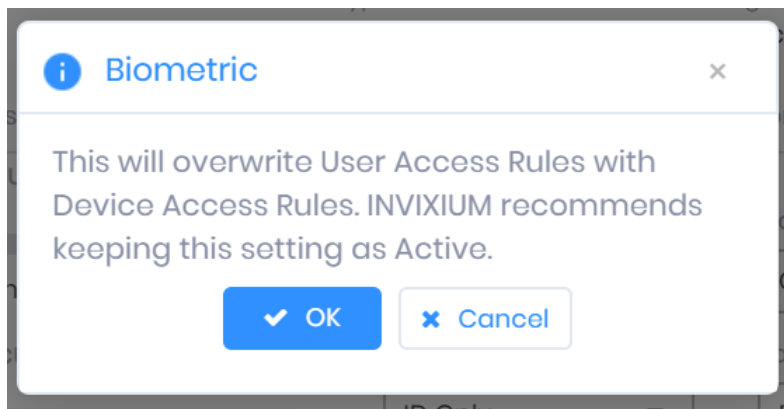 Biometric
This will overwrite User Access Rules with
Device Access Rules. INVIXIUM recommends
keeping this setting as Active.
OK
Cancel